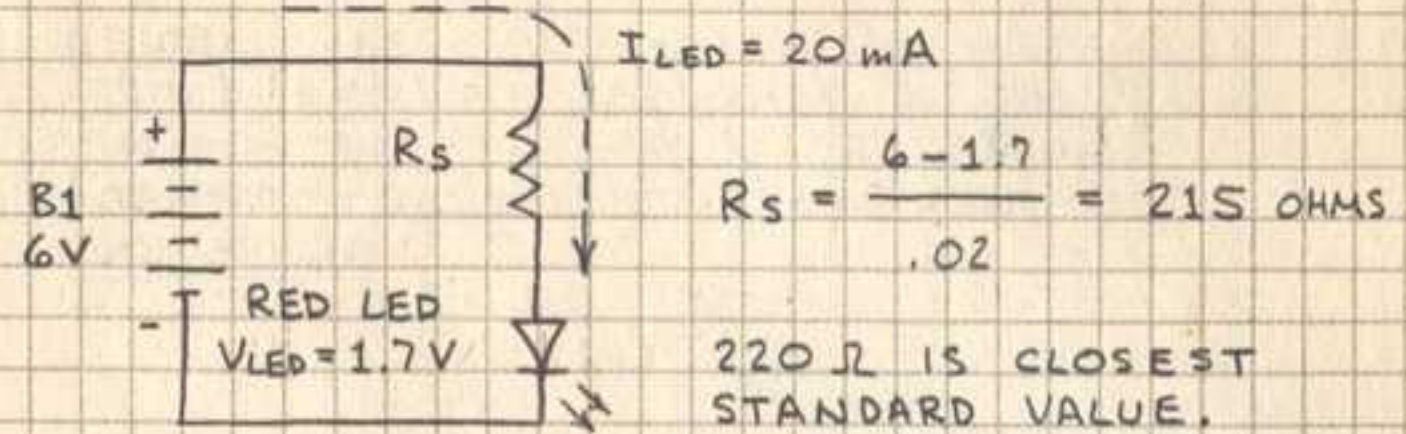 I LED = 20 mA
+
Rs
B1
6V
-
RED LED
VLED = 1.7 V
6 - 1.7
Rs = ――― = 215 OHMS
.02
220 Ω IS CLOSEST
STANDARD VALUE.